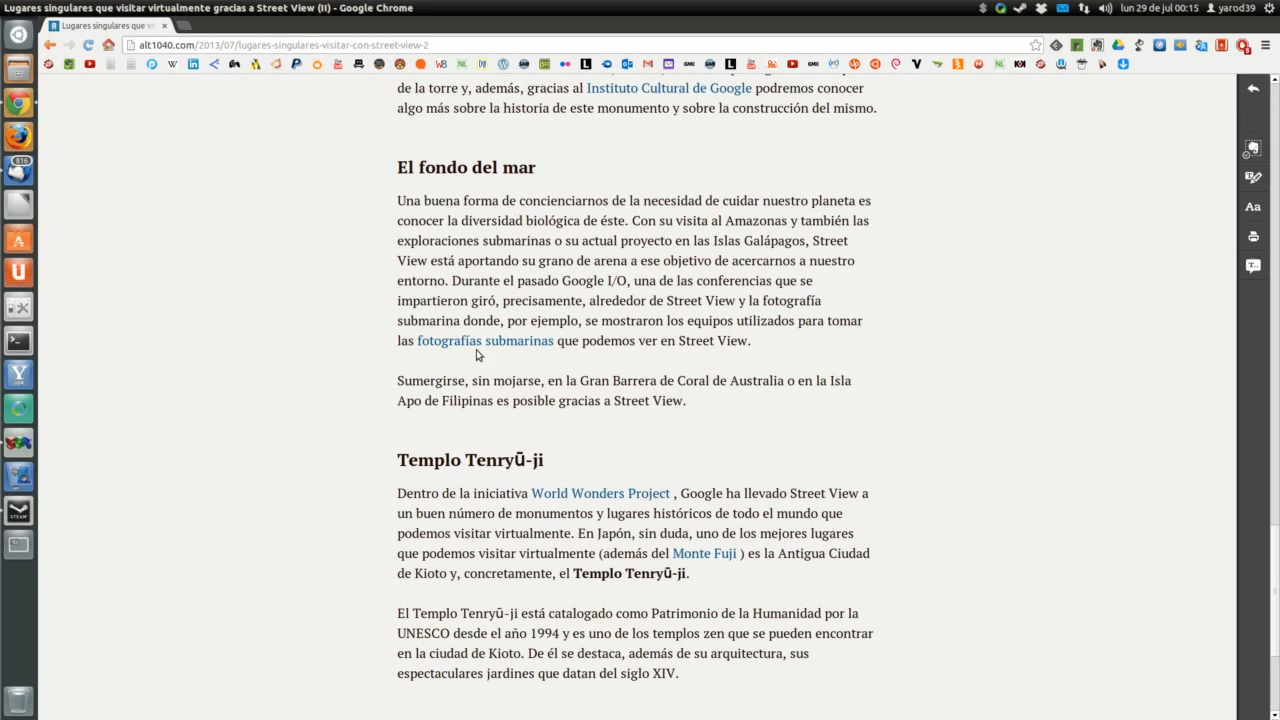 Lugares singulares que visitar virtualmente gracias a Street View (II) - Google Chrome
lun 29 de jul 00:15
yarod39
Lugares singulares que vi
alt1040.com/2013/07/lugares-singulares-visitar-con-street-view-2
de la torre y, además, gracias al Instituto Cultural de Google podremos conocer
algo más sobre la historia de este monumento y sobre la construcción del mismo.
El fondo del mar
Una buena forma de concienciarnos de la necesidad de cuidar nuestro planeta es
conocer la diversidad biológica de éste. Con su visita al Amazonas y también las
exploraciones submarinas o su actual proyecto en las Islas Galápagos, Street
View está aportando su grano de arena a ese objetivo de acercarnos a nuestro
entorno. Durante el pasado Google I/O, una de las conferencias que se
impartieron giró, precisamente, alrededor de Street View y la fotografía
submarina donde, por ejemplo, se mostraron los equipos utilizados para tomar
las fotografías submarinas que podemos ver en Street View.
Sumergirse, sin mojarse, en la Gran Barrera de Coral de Australia o en la Isla
Apo de Filipinas es posible gracias a Street View.
Templo Tenryū-ji
Dentro de la iniciativa World Wonders Project , Google ha llevado Street View a
un buen número de monumentos y lugares históricos de todo el mundo que
podemos visitar virtualmente. En Japón, sin duda, uno de los mejores lugares
que podemos visitar virtualmente (además del Monte Fuji ) es la Antigua Ciudad
de Kioto y, concretamente, el Templo Tenryū-ji.
El Templo Tenryū-ji está catalogado como Patrimonio de la Humanidad por la
UNESCO desde el año 1994 y es uno de los templos zen que se pueden encontrar
en la ciudad de Kioto. De él se destaca, además de su arquitectura, sus
espectaculares jardines que datan del siglo XIV.
816
STEAM
Aa